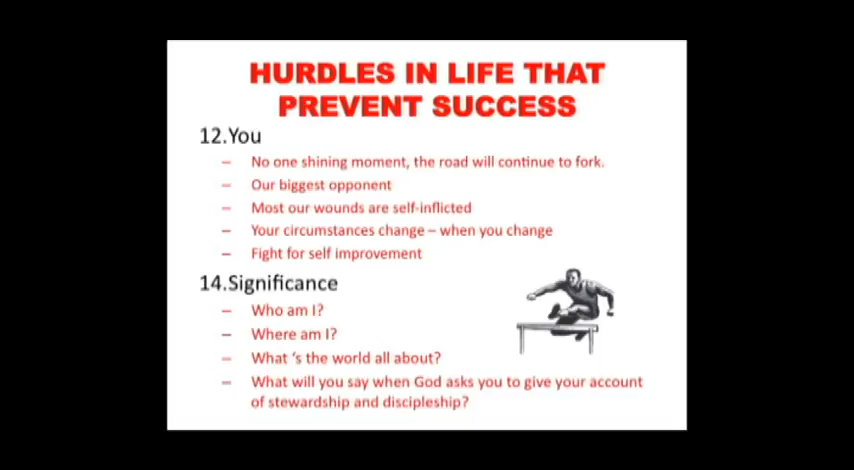 HURDLES IN LIFE THAT
PREVENT SUCCESS
12.You
– No one shining moment, the road will continue to fork.
– Our biggest opponent
– Most our wounds are self-inflicted
– Your circumstances change – when you change
– Fight for self improvement
14.Significance
– Who am I?
– Where am I?
– What 's the world all about?
– What will you say when God asks you to give your account
of stewardship and discipleship?